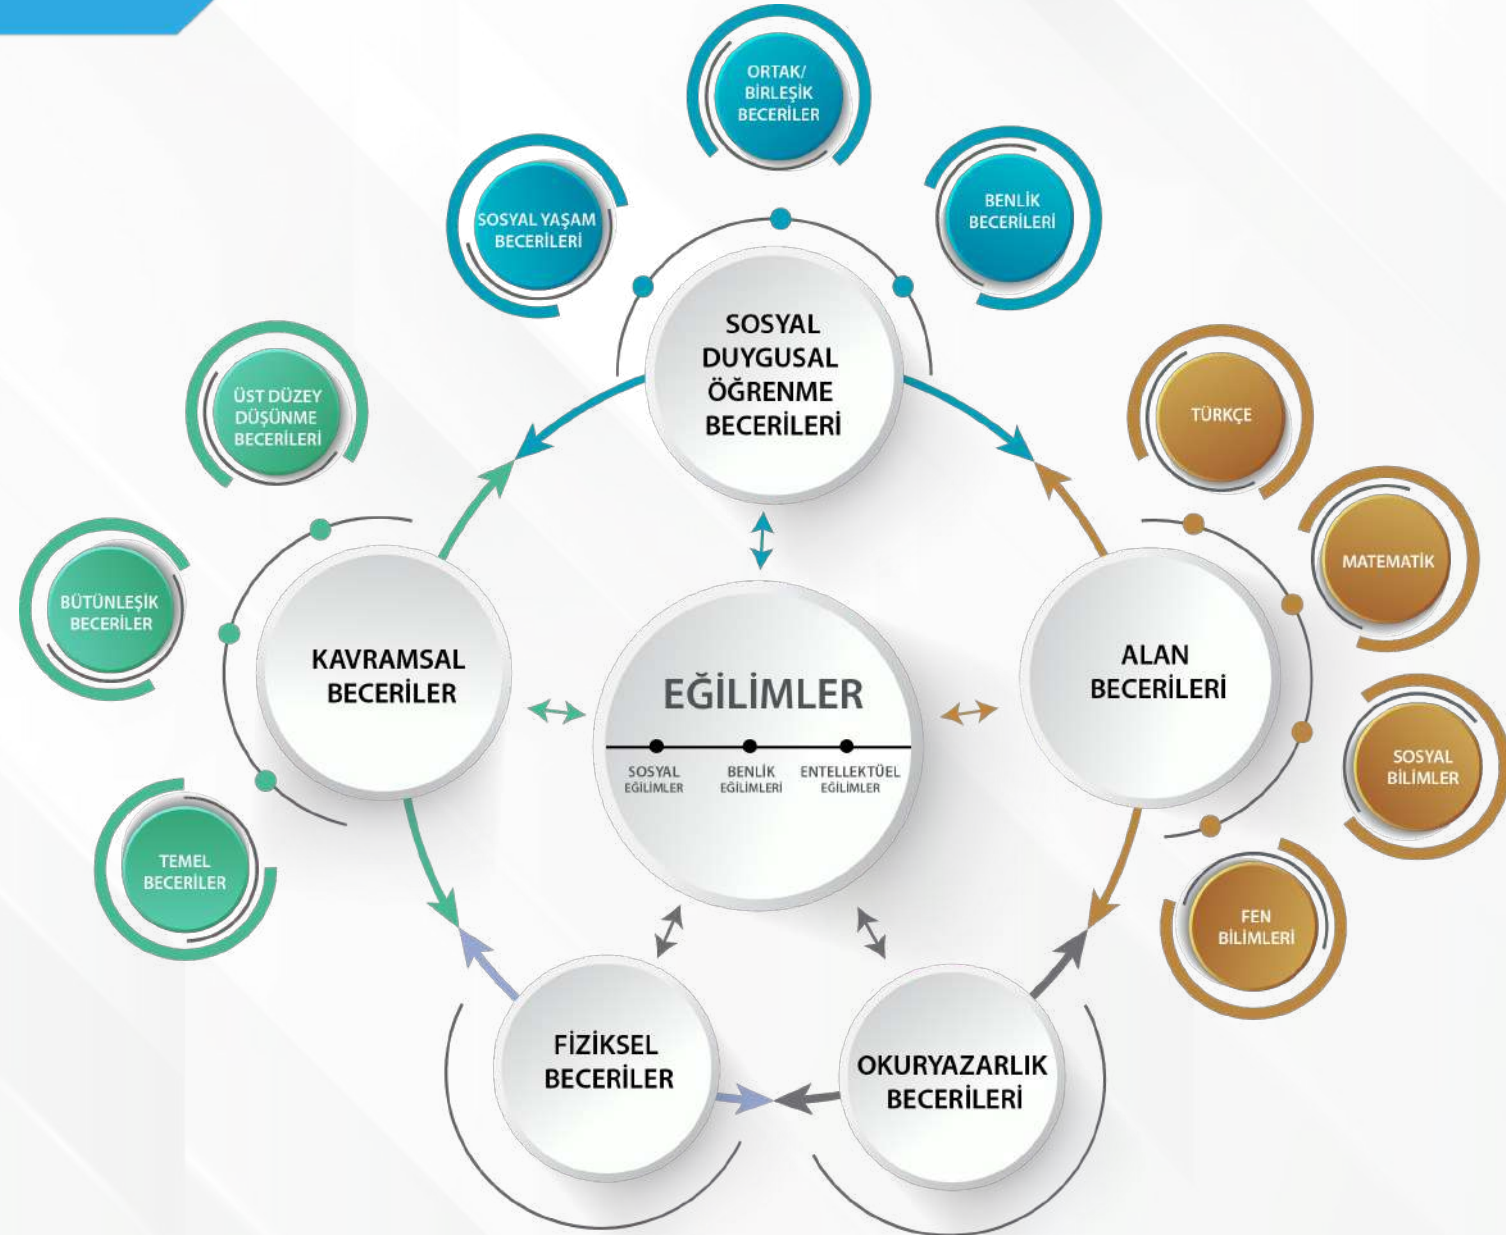 ORTAK/
BİRLEŞİK
BECERİLER
SOSYAL YAŞAM
BECERİLERİ
BENLİK
BECERİLERİ
SOSYAL
DUYGUSAL
ÖĞRENME
BECERİLERİ
ÜST DÜZEY
DÜŞÜNME
BECERİLERİ
BÜTÜNLEŞİK
BECERİLER
TEMEL
BECERİLER
KAVRAMSAL
BECERİLER
EĞİLİMLER
SOSYAL
EĞİLİMLER
BENLİK
EĞİLİMLERİ
ENTELLEKTÜEL
EĞİLİMLER
ALAN
BECERİLERİ
TÜRKÇE
MATEMATİK
SOSYAL
BİLİMLER
FEN
BİLİMLERİ
FİZİKSEL
BECERİLER
OKURYAZARLIK
BECERİLERİ